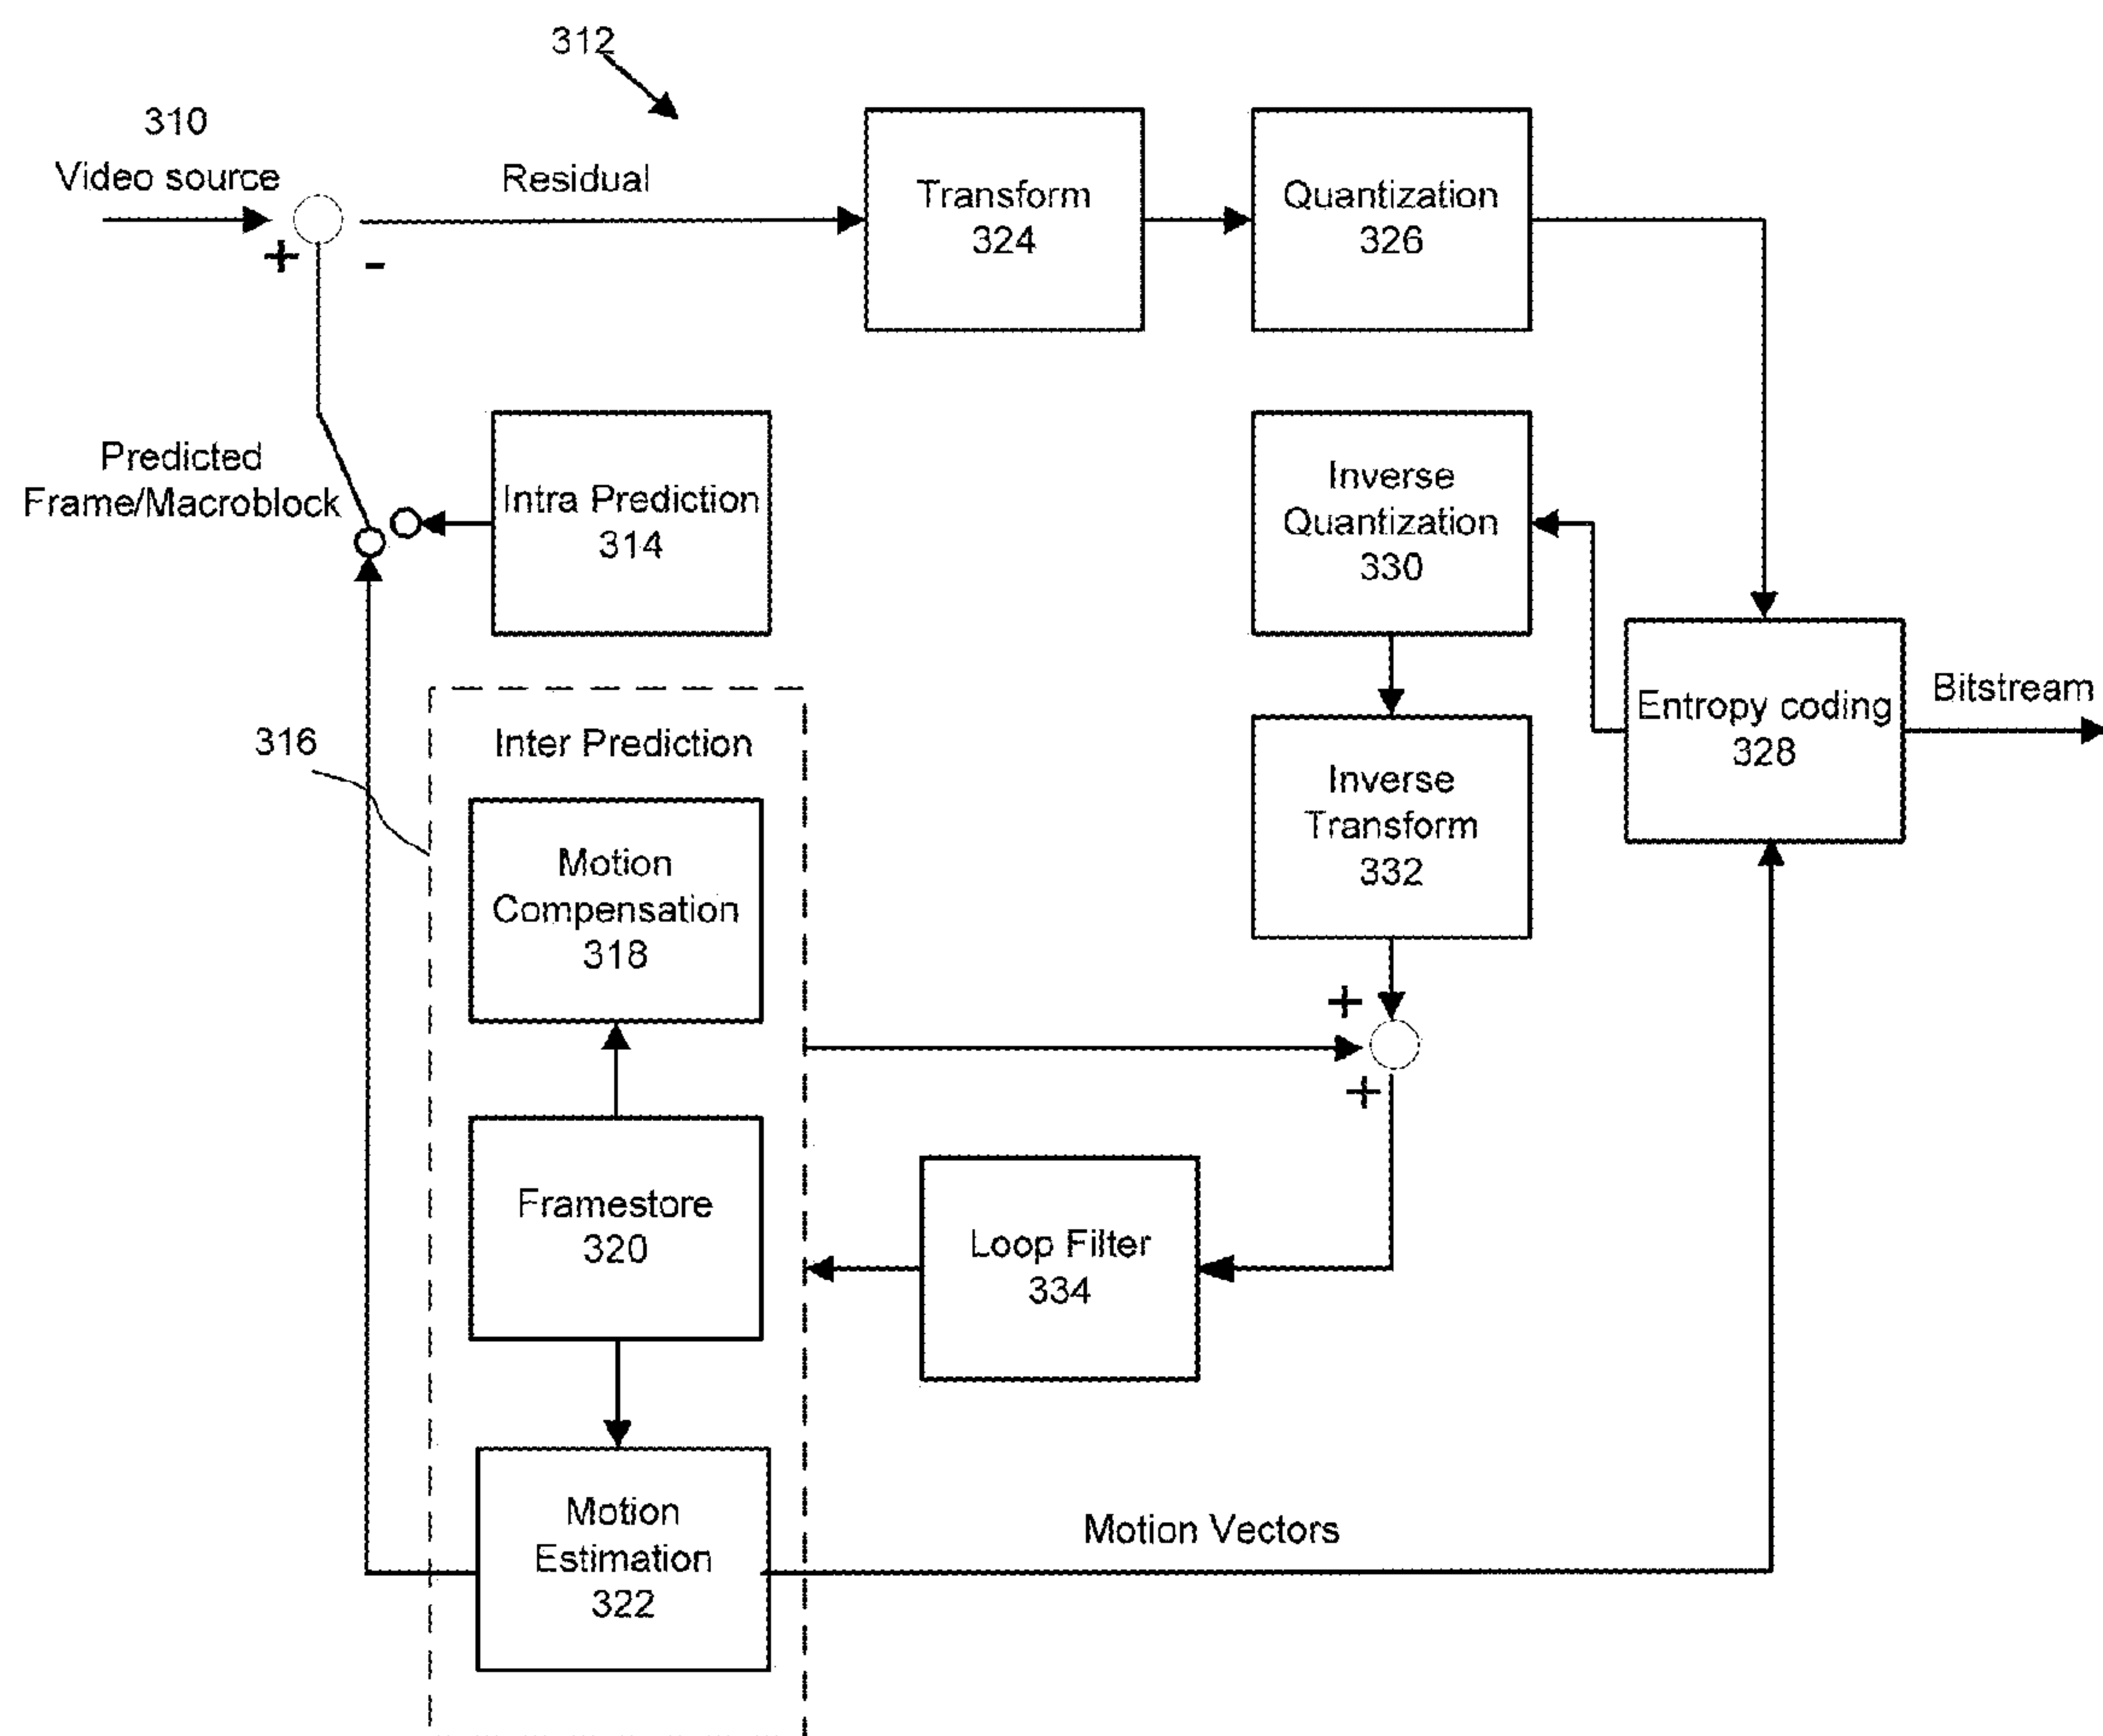 312
310
Video source
+
-
Residual
Transform
324
Quantization
326
Predicted
Frame/Macroblock
Intra Prediction
314
Inverse
Quantization
330
Entropy coding
328
Bitstream
316
Inter Prediction
Motion
Compensation
318
Inverse
Transform
332
+
+
Framestore
320
Loop Filter
334
Motion
Estimation
322
Motion Vectors